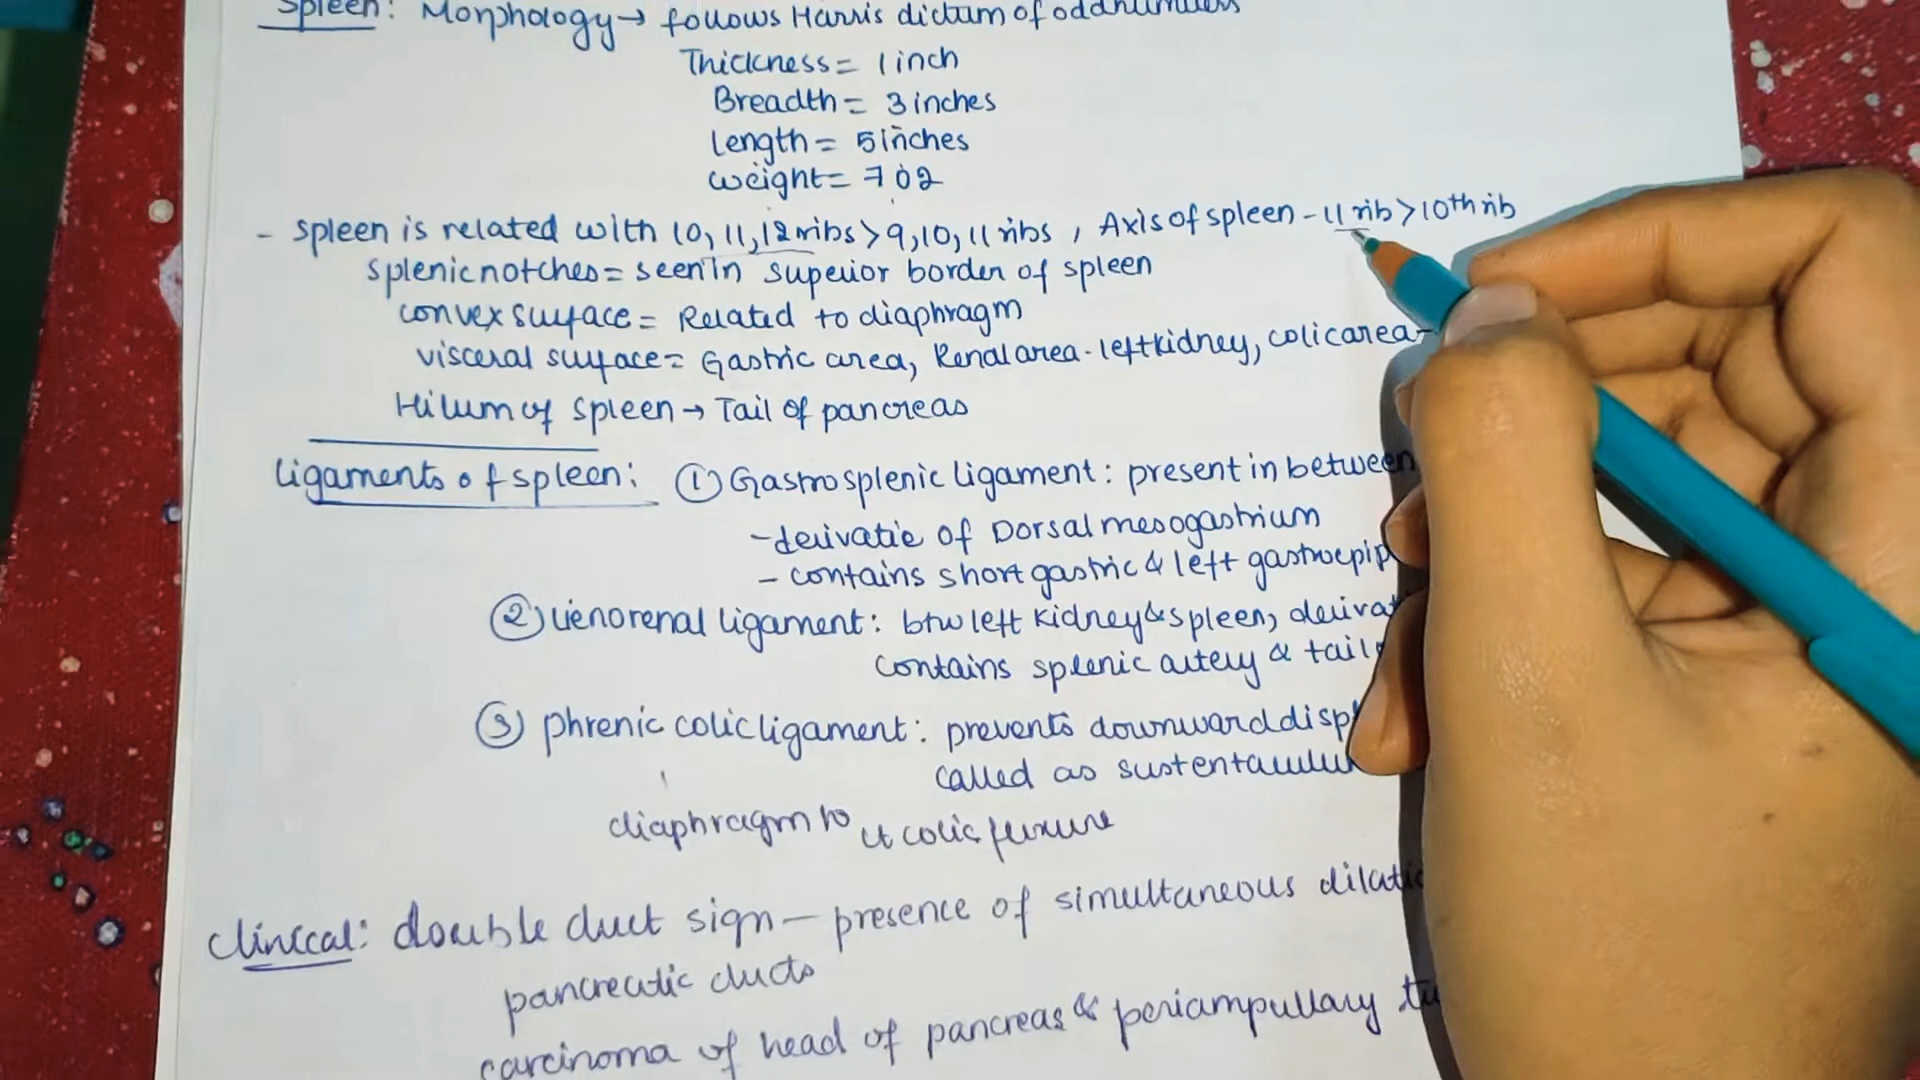 Spleen: Morphology→ follows Harris dictum of odd numbers
Thickness= 1 inch
Breadth= 3 inches
Length= 5 inches
weight= 7 oz
- spleen is related with 10, 11, 12 ribs > 9, 10, 11 ribs , Axis of spleen - 11 rib > 10th rib
splenic notches = seen in superior border of spleen
convex surface = Related to diaphragm
visceral surface = Gastric area, Renal area - left kidney, colic area -
Hilum of spleen → Tail of pancreas
ligaments of spleen: ① Gastrosplenic ligament: present in between
- derivatie of Dorsal mesogastrium
- contains short gastric & left gastroepip
② Lienorenal ligament: btw left kidney & spleen, deriva
contains splenic artery & tail
③ phrenic colic ligament: prevents downward disp
called as sustentaculu
diaphragm to lt colic flexure
Clinical: double duct sign — presence of simultaneous dilati
pancreatic ducts
carcinoma of head of pancreas & periampullary tu